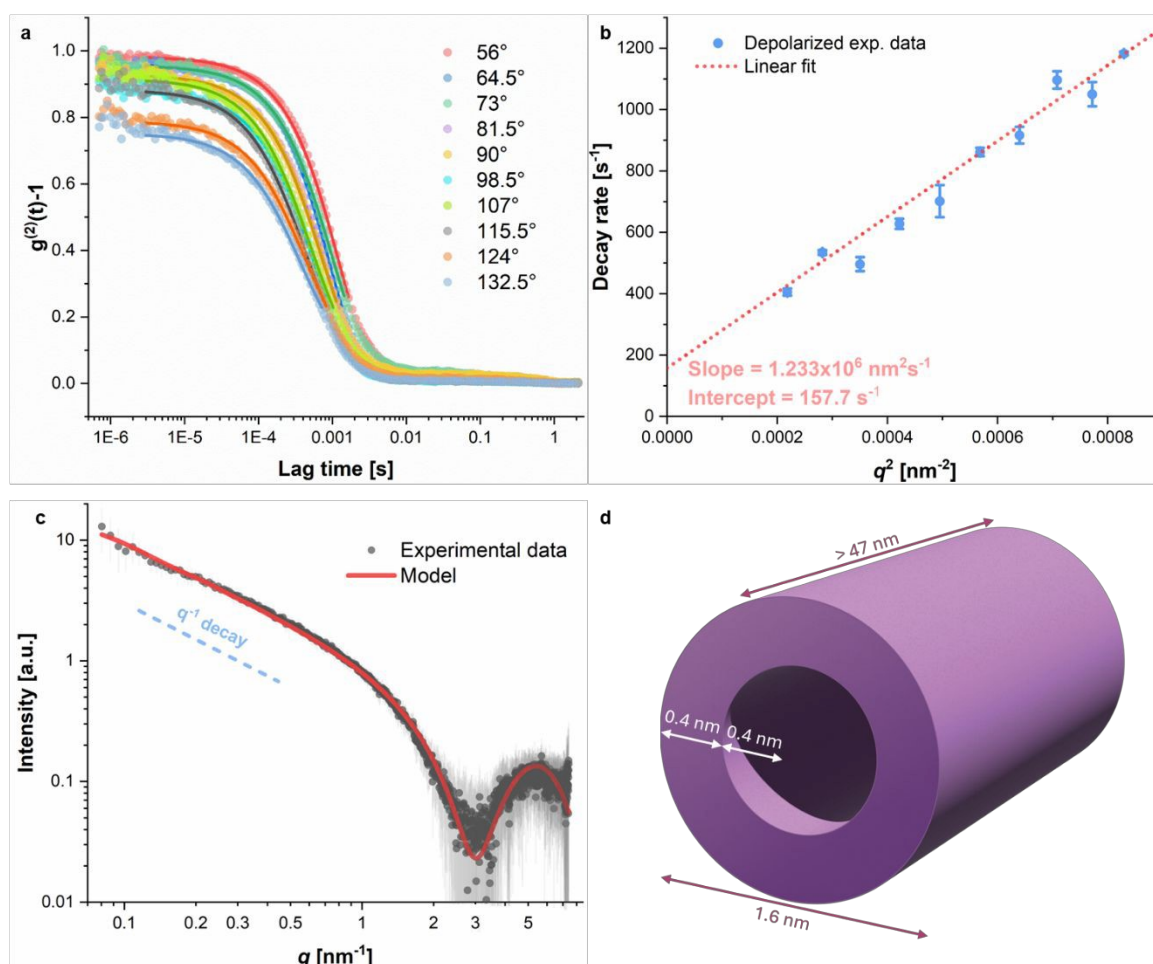 a
g⁽²⁾(t)-1
1.0
0.8
0.6
0.4
0.2
0.0
1E-6 1E-5 1E-4 0.001 0.01 0.1 1
Lag time [s]
56°
64.5°
73°
81.5°
90°
98.5°
107°
115.5°
124°
132.5°
b
Depolarized exp. data
Linear fit
Decay rate [s⁻¹]
1200
1000
800
600
400
200
0
Slope = 1.233x10⁶ nm²s⁻¹
Intercept = 157.7 s⁻¹
0.0000 0.0002 0.0004 0.0006 0.0008
q² [nm⁻²]
c
Experimental data
Model
q⁻¹ decay
Intensity [a.u.]
10
1
0.1
0.01
0.1 0.2 0.3 0.5 1 2 3 5
q [nm⁻¹]
d
> 47 nm
0.4 nm
0.4 nm
1.6 nm